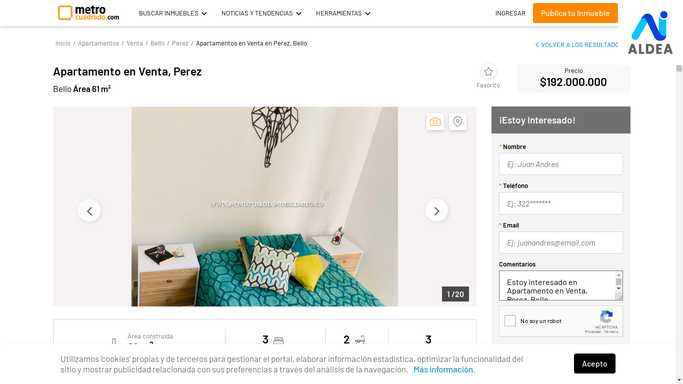 metro
cuadrado.com
BUSCAR INMUEBLES
NOTICIAS Y TENDENCIAS
HERRAMIENTAS
INGRESAR
Publica tu Inmueble
ALDEA
Inicio / Apartamentos / Venta / Bello / Perez / Apartamentos en Venta en Perez, Bello
VOLVER A LOS RESULTADO
Apartamento en Venta, Perez
Bello Área 61 m²
Favorito
Precio
$192.000.000
1 / 20
¡Estoy Interesado!
* Nombre
Ej: Juan Andres
* Teléfono
Ej: 322*******
* Email
Ej: juanandres@email.com
Comentarios
Estoy interesado en
Apartamento en Venta,
Perez, Bello
No soy un robot
reCAPTCHA
Privacidad - Términos
Área construida
3
2
3
Utilizamos 'cookies' propias y de terceros para gestionar el portal, elaborar información estadística, optimizar la funcionalidad del
sitio y mostrar publicidad relacionada con sus preferencias a través del análisis de la navegación. Más información.
Acepto